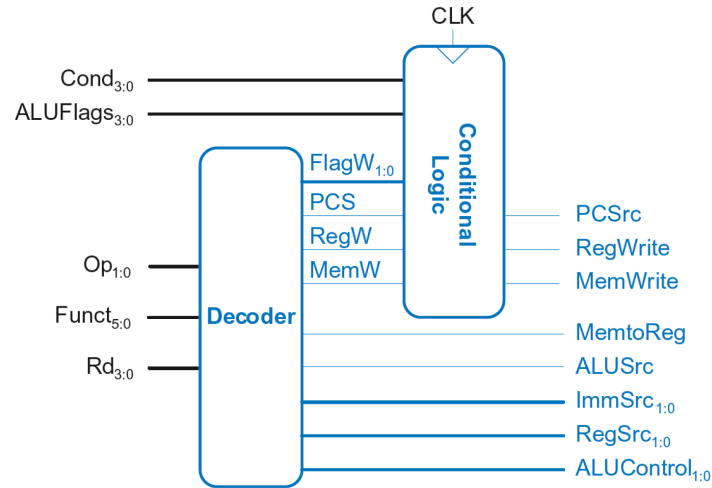 CLK
Cond3:0
ALUFlags3:0
Conditional
Logic
FlagW1:0
PCS
PCSrc
RegW
RegWrite
Op1:0
MemW
MemWrite
Funct5:0
Decoder
MemtoReg
Rd3:0
ALUSrc
ImmSrc1:0
RegSrc1:0
ALUControl1:0